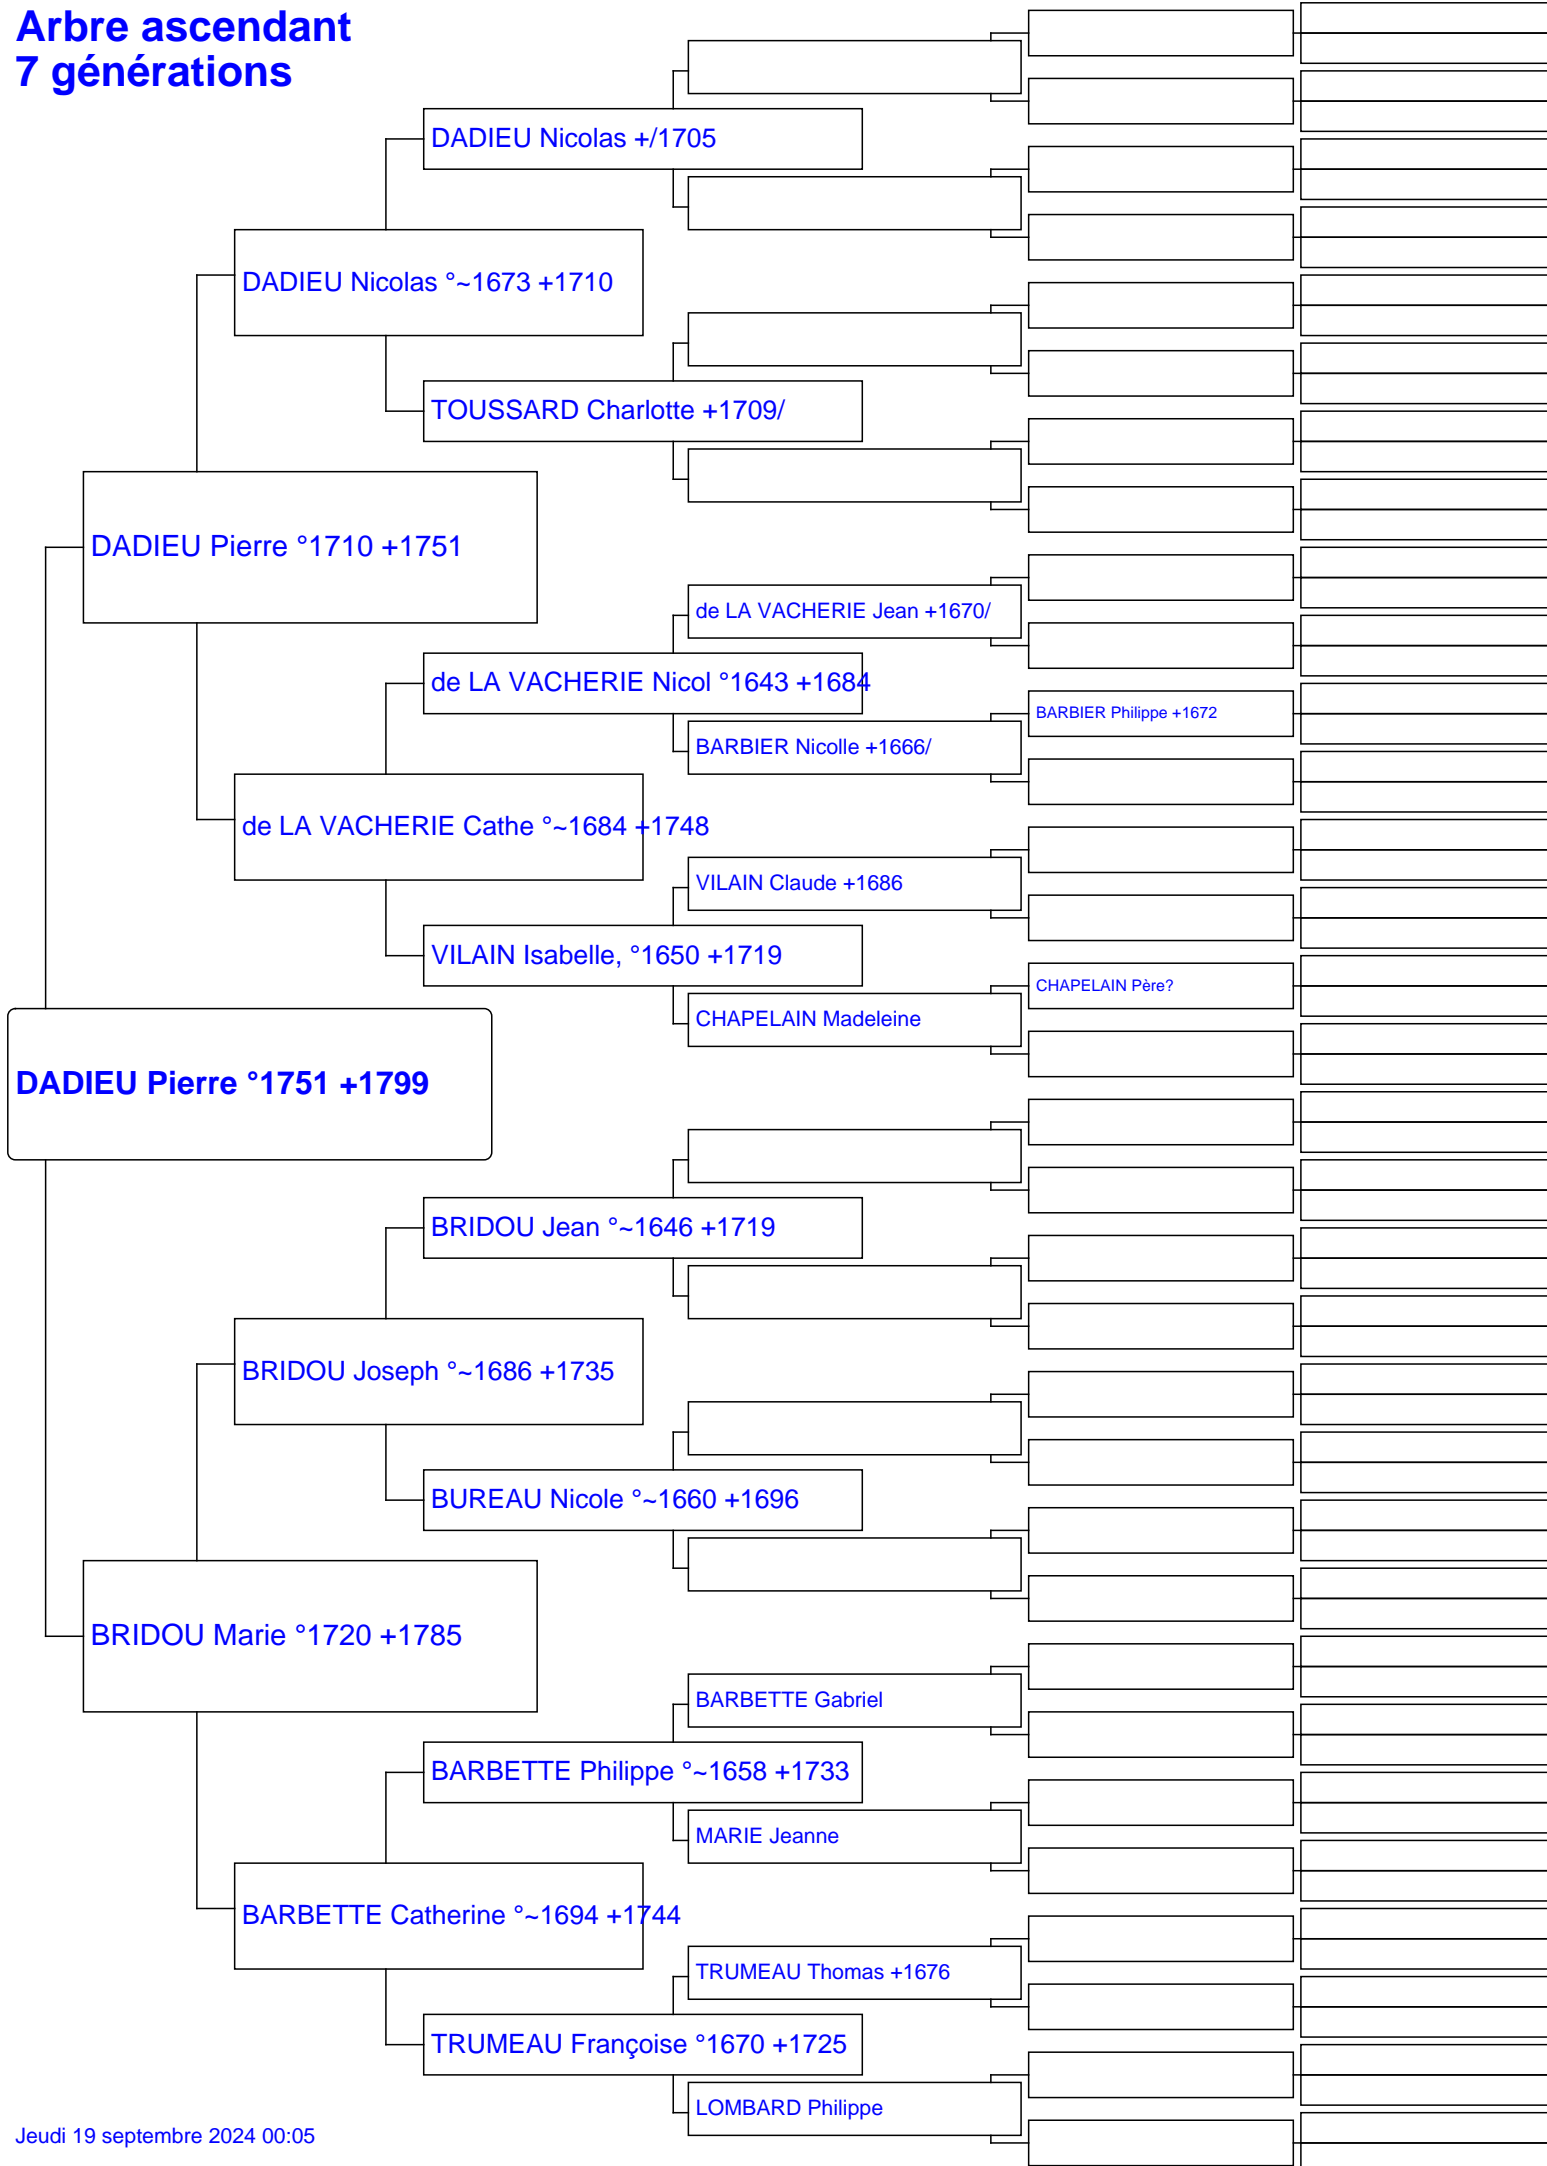 Arbre ascendant
7 générations
DADIEU Nicolas +/1705
DADIEU Nicolas °~1673 +1710
TOUSSARD Charlotte +1709/
DADIEU Pierre °1710 +1751
de LA VACHERIE Jean +1670/
de LA VACHERIE Nicol °1643 +1684
BARBIER Philippe +1672
BARBIER Nicolle +1666/
de LA VACHERIE Cathe °~1684 +1748
VILAIN Claude +1686
VILAIN Isabelle, °1650 +1719
CHAPELAIN Père?
CHAPELAIN Madeleine
DADIEU Pierre °1751 +1799
BRIDOU Jean °~1646 +1719
BRIDOU Joseph °~1686 +1735
BUREAU Nicole °~1660 +1696
BRIDOU Marie °1720 +1785
BARBETTE Gabriel
BARBETTE Philippe °~1658 +1733
MARIE Jeanne
BARBETTE Catherine °~1694 +1744
TRUMEAU Thomas +1676
TRUMEAU Françoise °1670 +1725
LOMBARD Philippe
Jeudi 19 septembre 2024 00:05